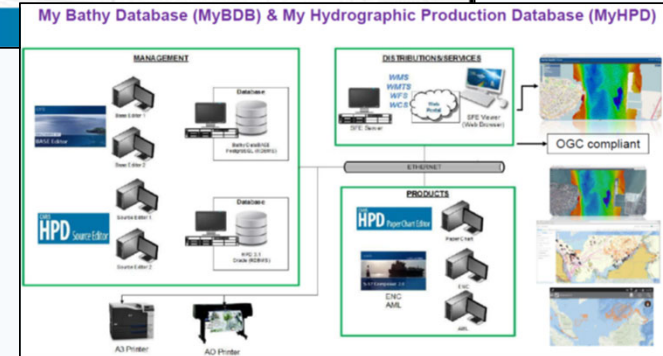 My Bathy Database (MyBDB) & My Hydrographic Production Database (MyHPD)
MANAGEMENT
Base Editor 1
BASE Editor
Base Editor 2
Database
Source Editor 1
HPD Source Editor
Source Editor 2
Database
A3 Printer
AO Printer
DISTRIBUTION&SERVICES
WMS
WMTS
WFS
WCS
Web
Portal
SFE Server
SFE Viewer
(Web Browser)
ETHERNET
PRODUCTS
HPD Paper Chart Editor
Paper Chart
ENC
AML
ENC
AML
OGC compliant